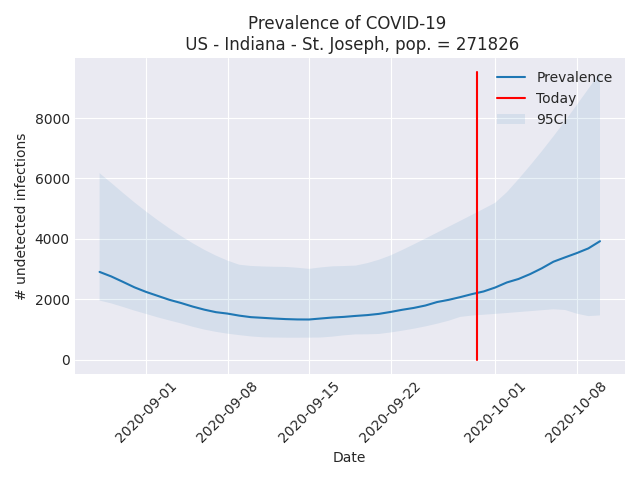 Prevalence of COVID-19
US - Indiana - St. Joseph, pop. = 271826
Prevalence
Today
95CI
8000
6000
4000
2000
0
# undetected infections
2020-09-01
2020-09-08
2020-09-15
2020-09-22
2020-10-01
2020-10-08
Date